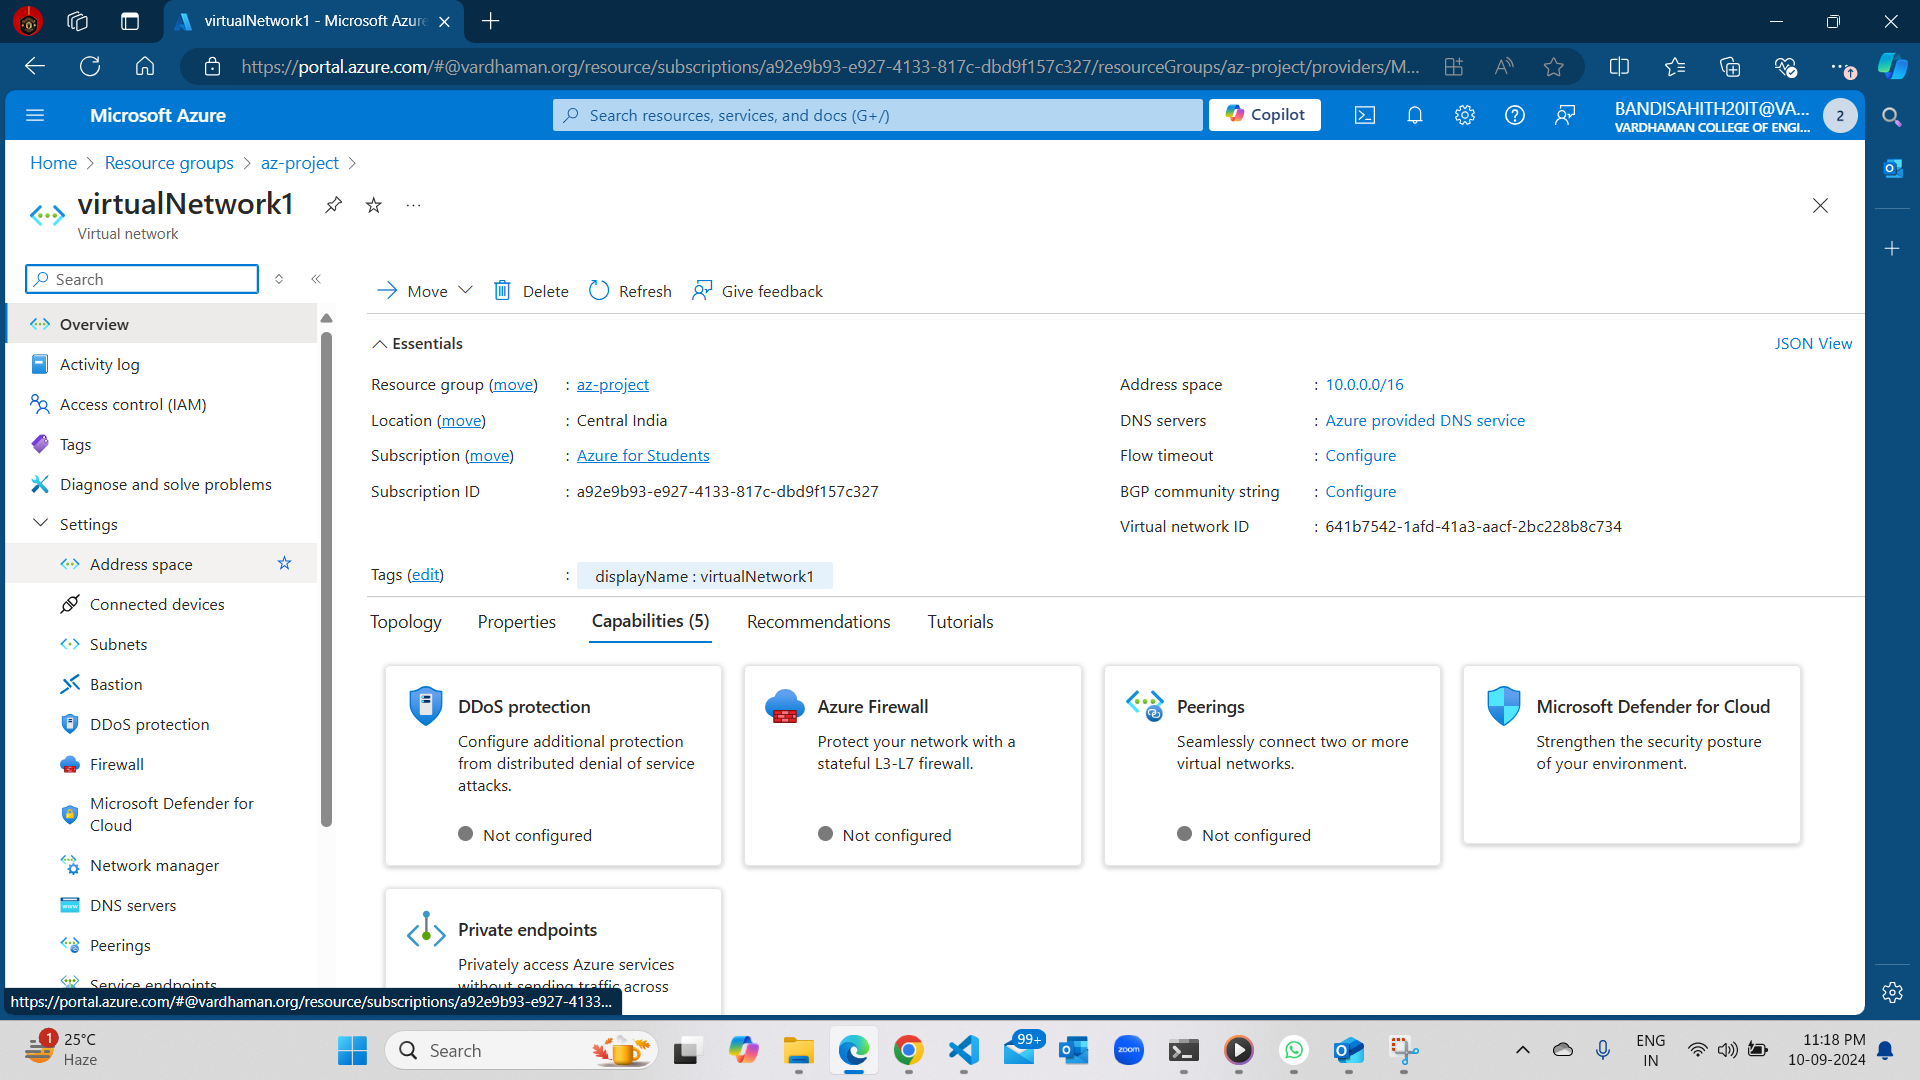 virtualNetwork1 - Microsoft Azure
https://portal.azure.com/#@vardhaman.org/resource/subscriptions/a92e9b93-e927-4133-817c-dbd9f157c327/resourceGroups/az-project/providers/M...
Microsoft Azure
Search resources, services, and docs (G+/)
Copilot
BANDISAHITH20IT@VA...
VARDHAMAN COLLEGE OF ENGI...
2
Home > Resource groups > az-project >
virtualNetwork1
Virtual network
Search
Move
Delete
Refresh
Give feedback
Overview
Activity log
Access control (IAM)
Tags
Diagnose and solve problems
Settings
Address space
Connected devices
Subnets
Bastion
DDoS protection
Firewall
Microsoft Defender for
Cloud
Network manager
DNS servers
Peerings
Service endpoints
Essentials
JSON View
Resource group (move) : az-project
Location (move) : Central India
Subscription (move) : Azure for Students
Subscription ID : a92e9b93-e927-4133-817c-dbd9f157c327
Address space : 10.0.0.0/16
DNS servers : Azure provided DNS service
Flow timeout : Configure
BGP community string : Configure
Virtual network ID : 641b7542-1afd-41a3-aacf-2bc228b8c734
Tags (edit) : displayName : virtualNetwork1
Topology
Properties
Capabilities (5)
Recommendations
Tutorials
DDoS protection
Configure additional protection
from distributed denial of service
attacks.
Not configured
Azure Firewall
Protect your network with a
stateful L3-L7 firewall.
Not configured
Peerings
Seamlessly connect two or more
virtual networks.
Not configured
Microsoft Defender for Cloud
Strengthen the security posture
of your environment.
Private endpoints
Privately access Azure services
without sending traffic across
https://portal.azure.com/#@vardhaman.org/resource/subscriptions/a92e9b93-e927-4133...
1
25°C
Haze
Search
99+
zoom
ENG
IN
11:18 PM
10-09-2024